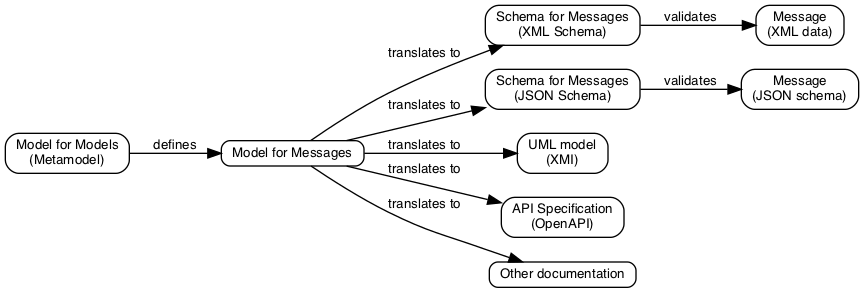 Schema for Messages
(XML Schema)
validates
Message
(XML data)
translates to
Schema for Messages
(JSON Schema)
validates
Message
(JSON schema)
translates to
Model for Models
(Metamodel)
defines
Model for Messages
translates to
UML model
(XMI)
translates to
API Specification
(OpenAPI)
translates to
Other documentation